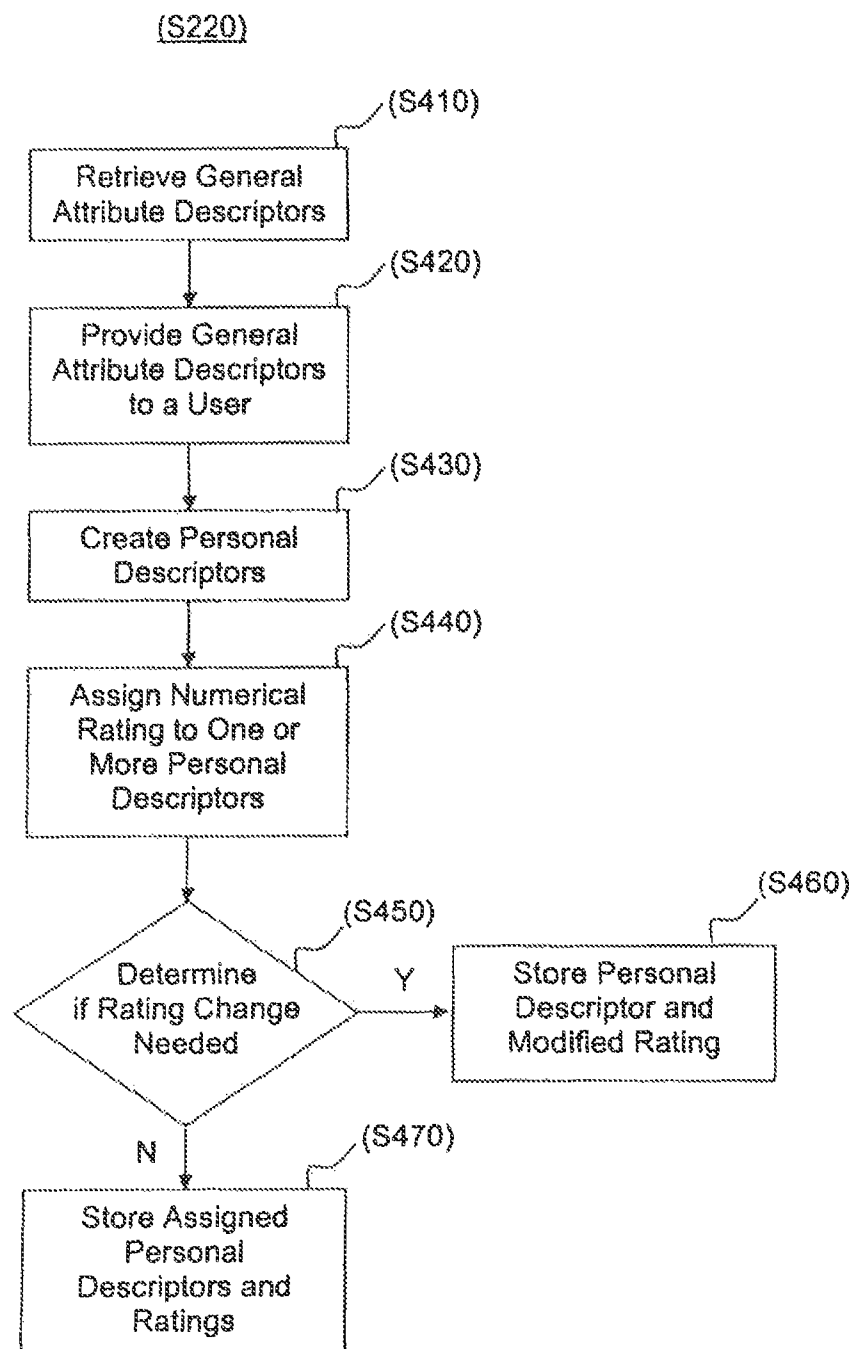 (S220)
(S410)
Retrieve General
Attribute Descriptors
(S420)
Provide General
Attribute Descriptors
to a User
(S430)
Create Personal
Descriptors
(S440)
Assign Numerical
Rating to One or
More Personal
Descriptors
(S450)
Determine
if Rating Change
Needed
Y
(S460)
Store Personal
Descriptor and
Modified Rating
N
(S470)
Store Assigned
Personal
Descriptors and
Ratings